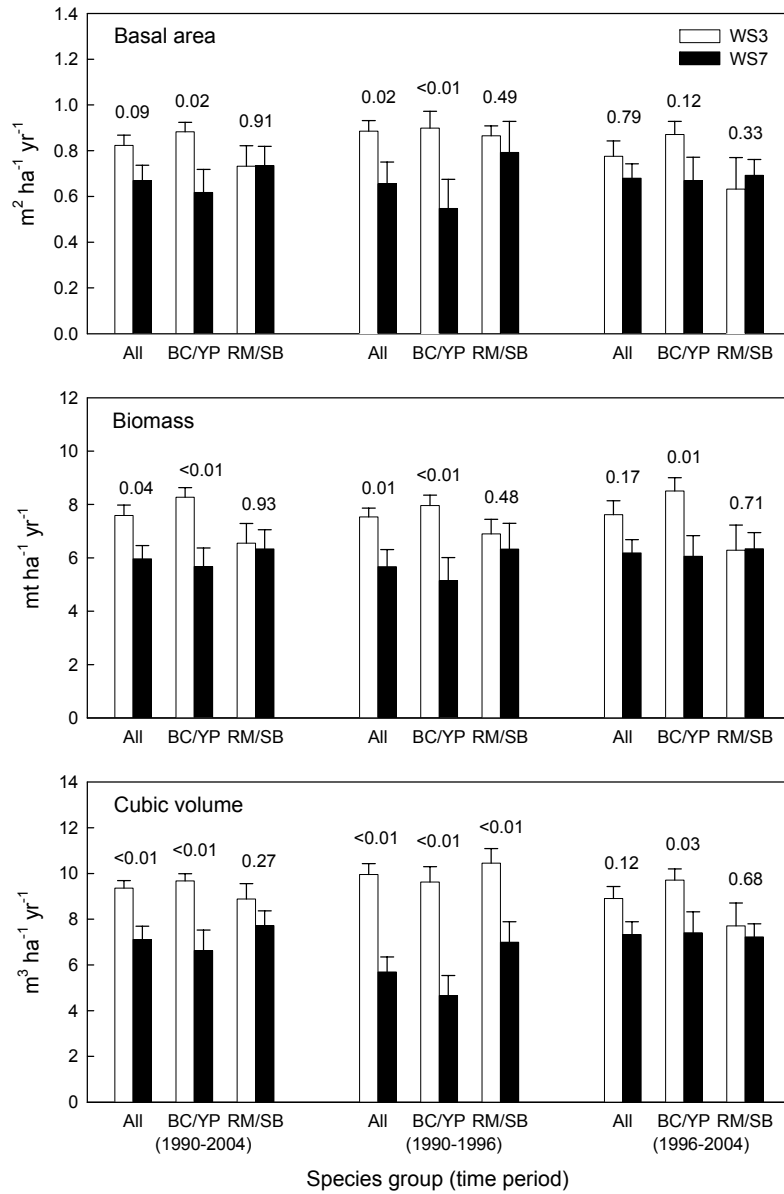 Basal area
WS3
WS7
m² ha⁻¹ yr⁻¹
1.4
1.2
1.0
0.8
0.6
0.4
0.2
0.0
0.09 0.02 0.91 0.02 <0.01 0.49 0.79 0.12 0.33
All BC/YP RM/SB All BC/YP RM/SB All BC/YP RM/SB
Biomass
mt ha⁻¹ yr⁻¹
12
10
8
6
4
2
0
0.04 <0.01 0.93 0.01 <0.01 0.48 0.17 0.01 0.71
All BC/YP RM/SB All BC/YP RM/SB All BC/YP RM/SB
Cubic volume
m³ ha⁻¹ yr⁻¹
14
12
10
8
6
4
2
0
<0.01 <0.01 0.27 <0.01 <0.01 <0.01 0.12 0.03 0.68
All BC/YP RM/SB All BC/YP RM/SB All BC/YP RM/SB
(1990-2004) (1990-1996) (1996-2004)
Species group (time period)